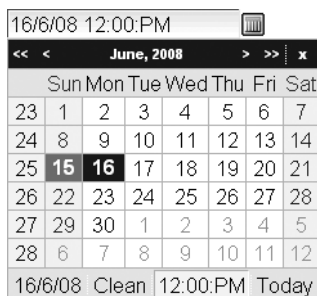 16/6/08 12:00:PM
<< < June, 2008 > >> x
Sun Mon Tue Wed Thu Fri Sat
23 1 2 3 4 5 6 7
24 8 9 10 11 12 13 14
25 15 16 17 18 19 20 21
26 22 23 24 25 26 27 28
27 29 30 1 2 3 4 5
28 6 7 8 9 10 11 12
16/6/08 Clean 12:00:PM Today